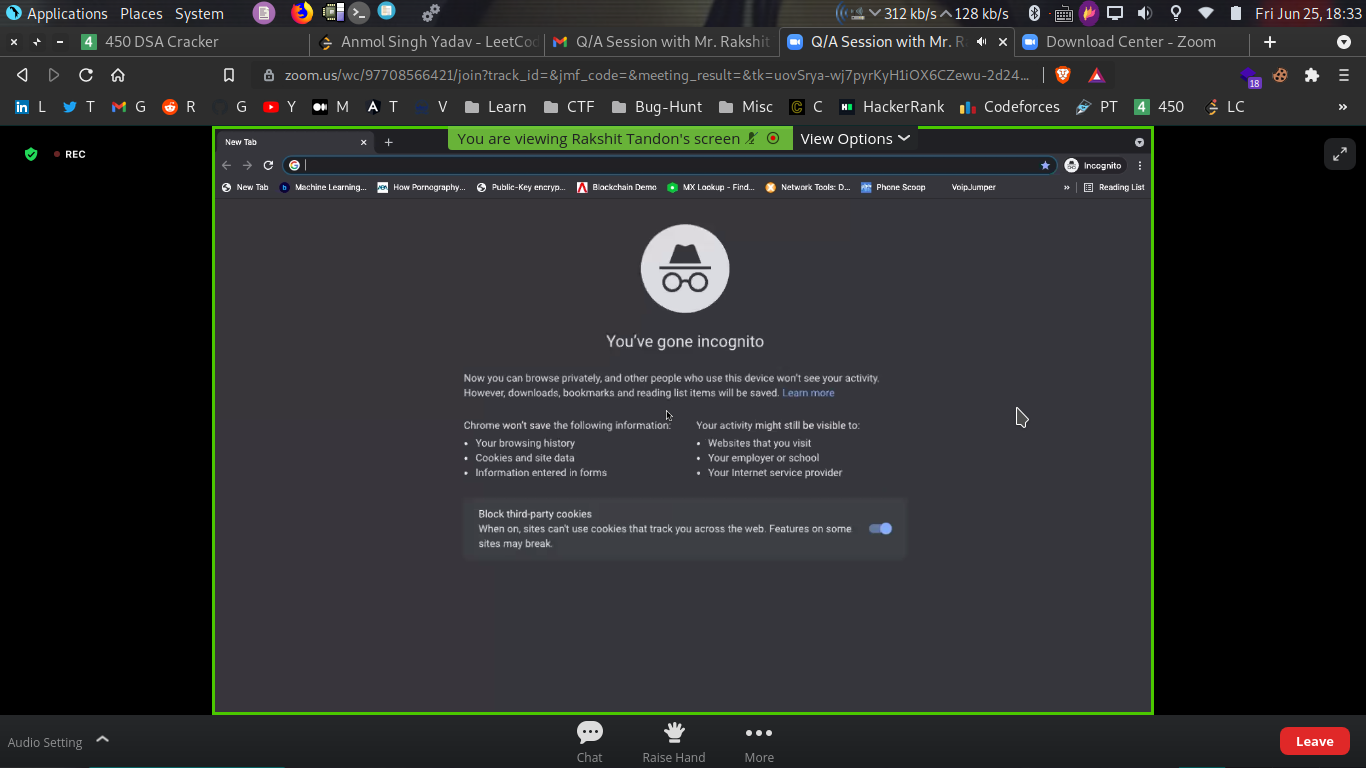 Applications Places System 312 kb/s 128 kb/s Fri Jun 25, 18:33
4 450 DSA Cracker Anmol Singh Yadav - LeetCod Q/A Session with Mr. Rakshit Q/A Session with Mr. R Download Center - Zoom
zoom.us/wc/97708566421/join?track_id=&jmf_code=&meeting_result=&tk=uovSrya-wj7pyrKyH1iOX6CZewu-2d24... 18
in L T M G R G Y M A T V Learn CTF Bug-Hunt Misc C C HackerRank Codeforces PT 4 450 LC »
REC
You are viewing Rakshit Tandon's screen View Options
New Tab
Incognito
New Tab b Machine Learning... How Pornography... Public-Key encryp... Blockchain Demo MX Lookup - Find... Network Tools: D... Phone Scoop VoipJumper » Reading List
You've gone incognito
Now you can browse privately, and other people who use this device won't see your activity.
However, downloads, bookmarks and reading list items will be saved. Learn more
Chrome won't save the following information:
• Your browsing history
• Cookies and site data
• Information entered in forms
Your activity might still be visible to:
• Websites that you visit
• Your employer or school
• Your Internet service provider
Block third-party cookies
When on, sites can't use cookies that track you across the web. Features on some
sites may break.
Audio Setting Chat Raise Hand More Leave